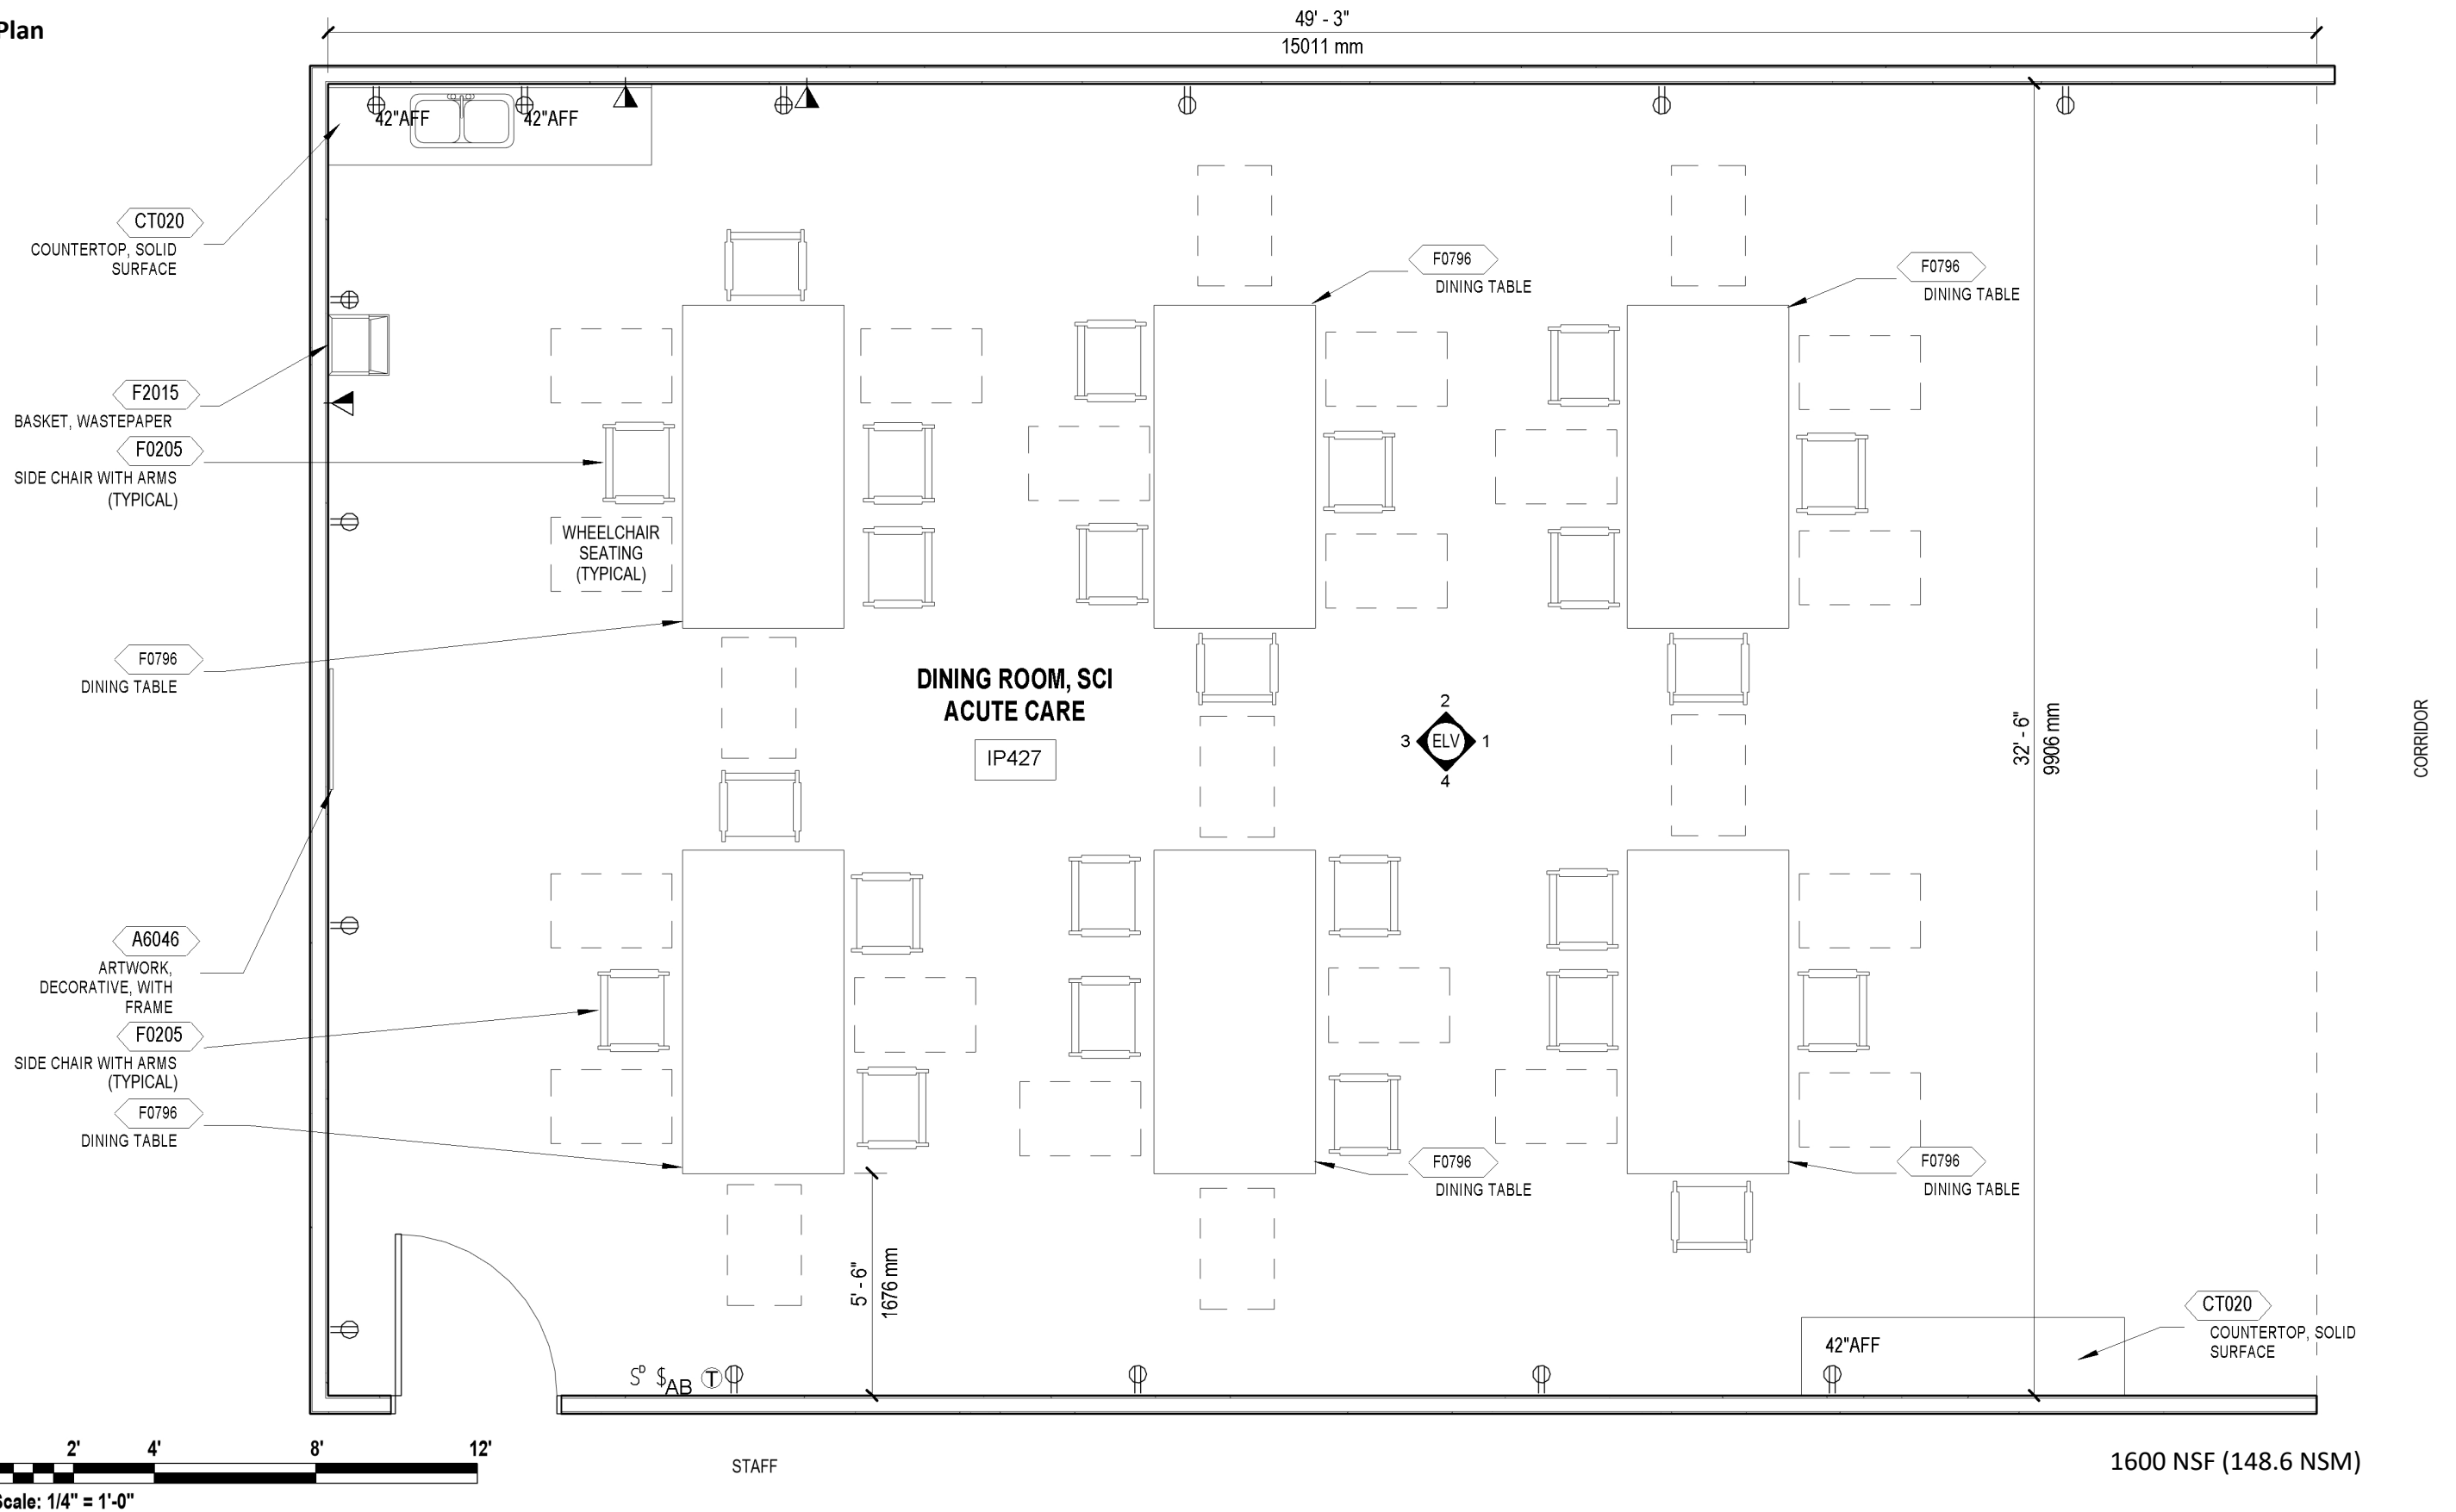 Plan
49' - 3"
15011 mm
42"AFF
42"AFF
CT020
COUNTERTOP, SOLID
SURFACE
F0796
DINING TABLE
F0796
DINING TABLE
F2015
BASKET, WASTEPAPER
F0205
SIDE CHAIR WITH ARMS
(TYPICAL)
WHEELCHAIR
SEATING
(TYPICAL)
F0796
DINING TABLE
DINING ROOM, SCI
ACUTE CARE
IP427
2
3 ELV 1
4
32' - 6"
9906 mm
CORRIDOR
A6046
ARTWORK,
DECORATIVE, WITH
FRAME
F0205
SIDE CHAIR WITH ARMS
(TYPICAL)
F0796
DINING TABLE
F0796
DINING TABLE
F0796
DINING TABLE
5' - 6"
1676 mm
CT020
COUNTERTOP, SOLID
SURFACE
42"AFF
SD $AB T
2' 4' 8' 12'
Scale: 1/4" = 1'-0"
STAFF
1600 NSF (148.6 NSM)